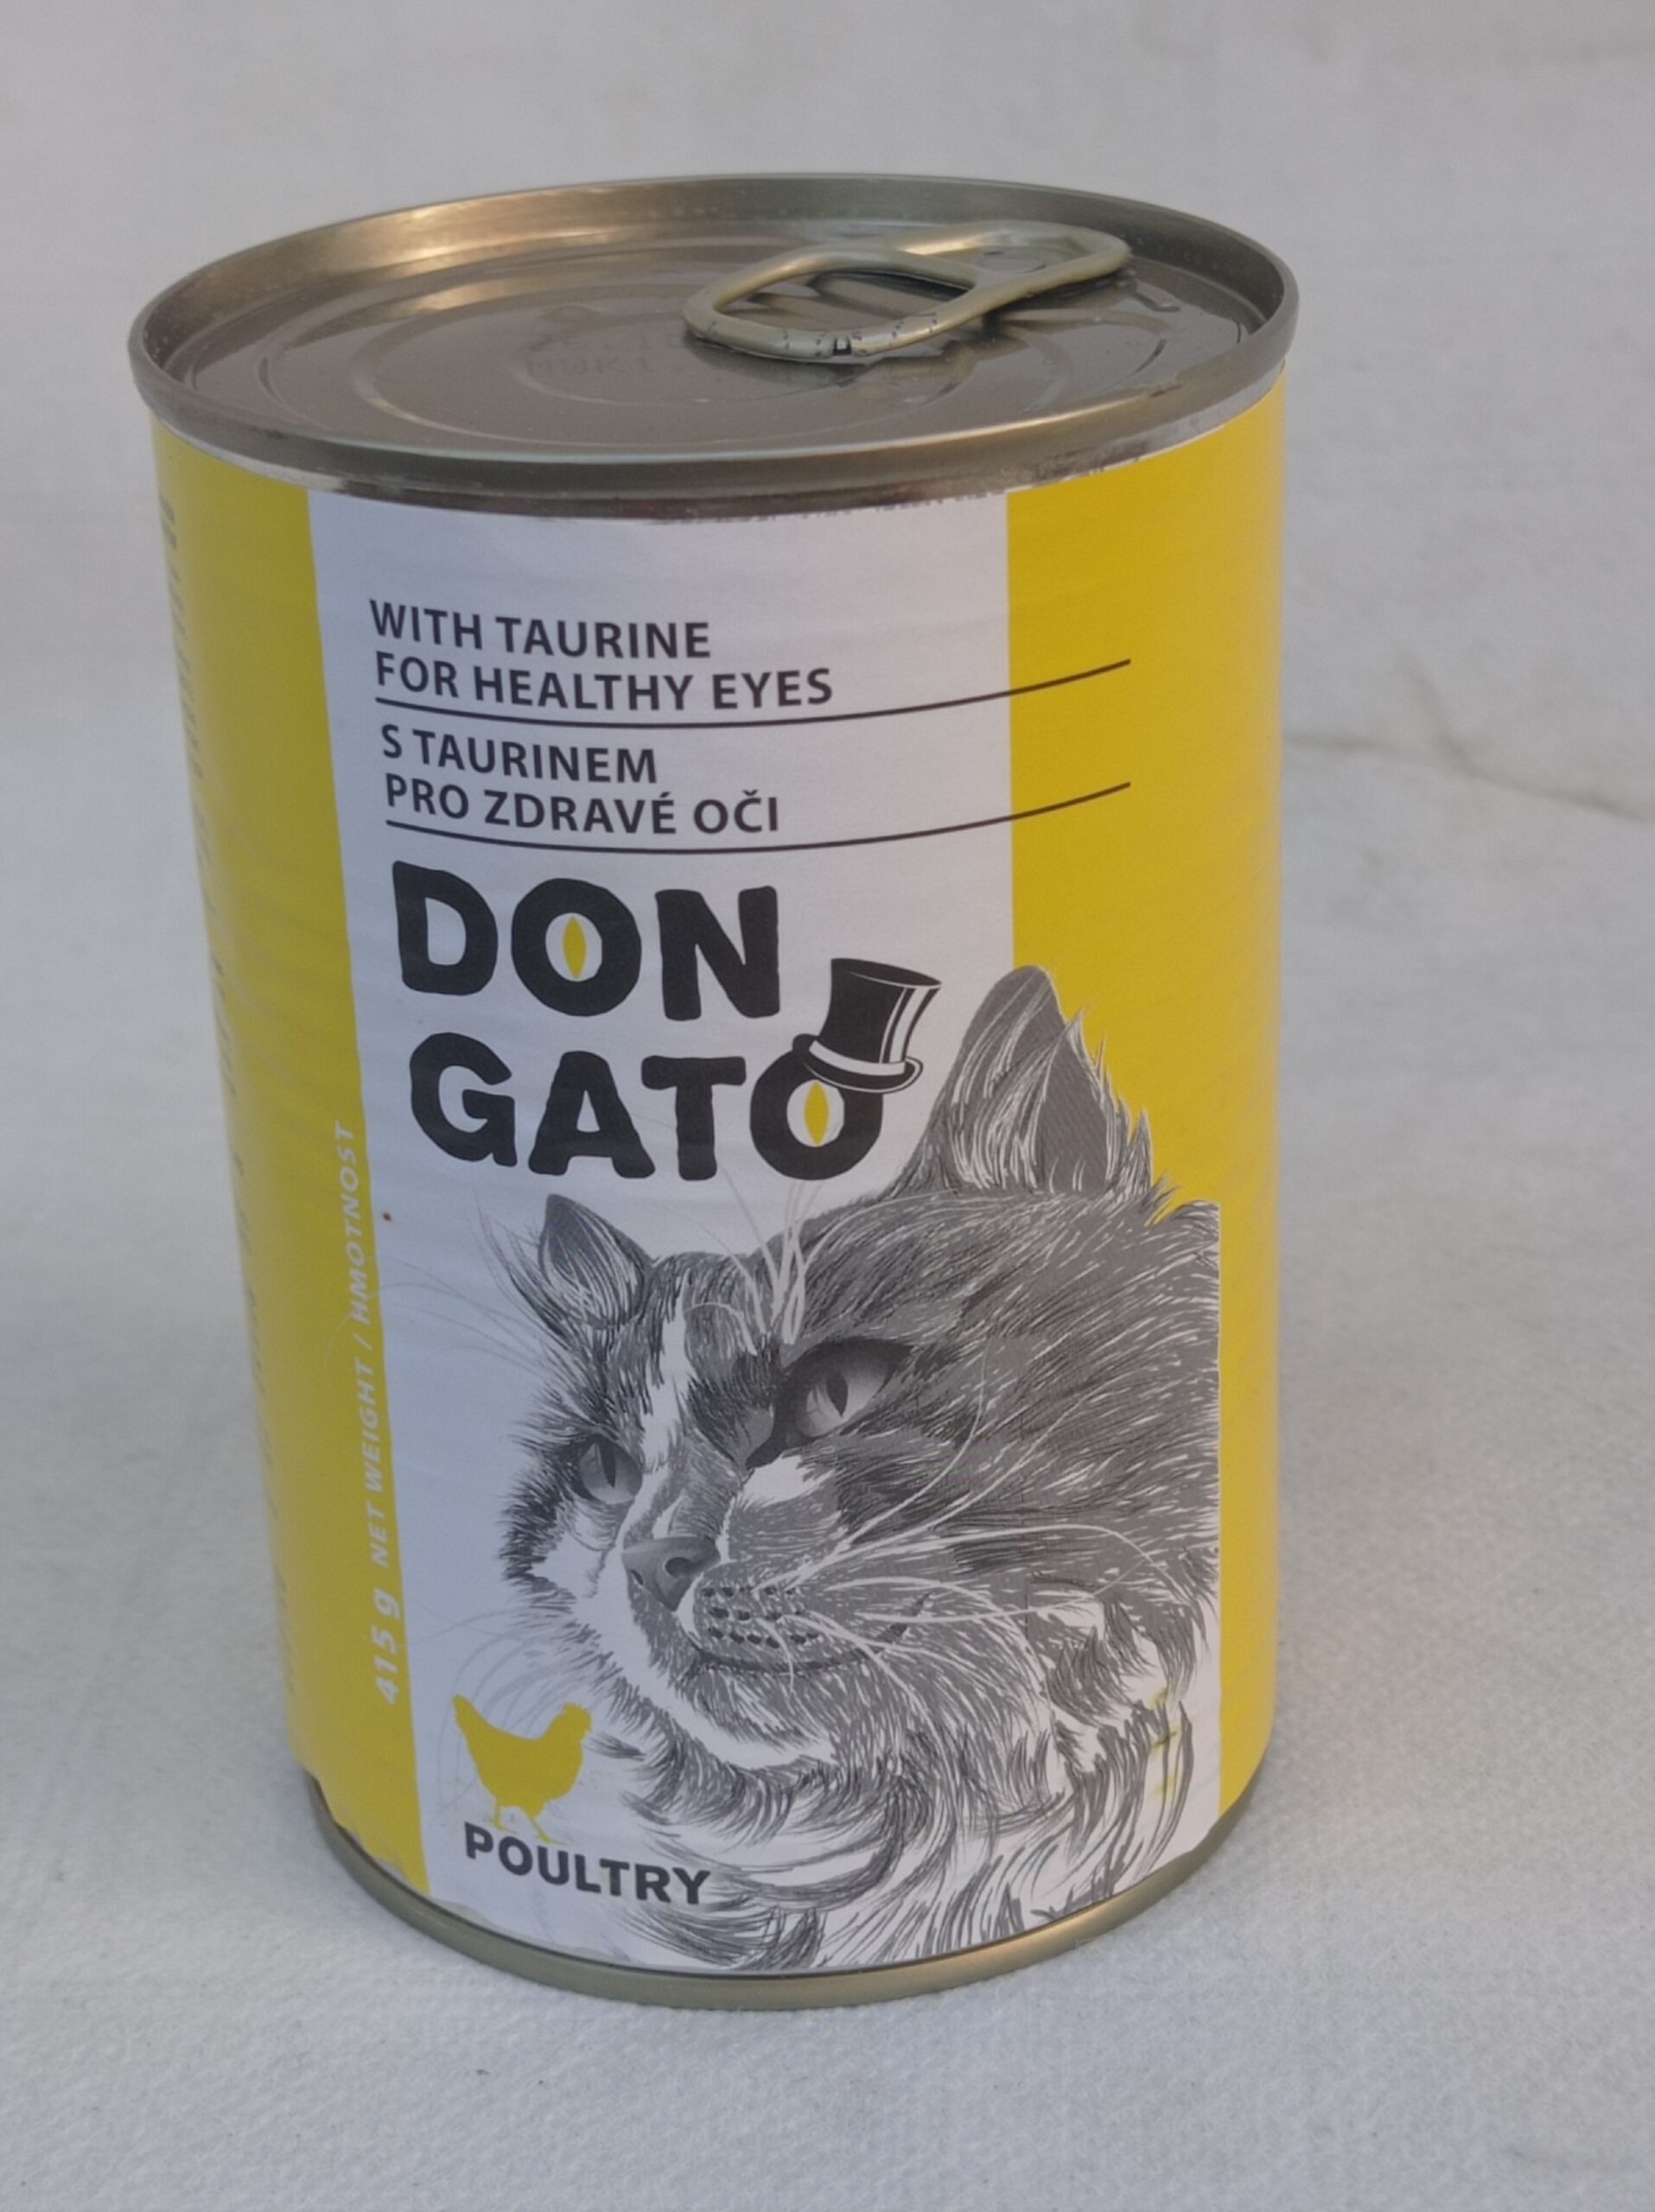 WITH TAURINE
FOR HEALTHY EYES
S TAURINEM
PRO ZDRAVÉ OČI
DON
GATO
415 g NET WEIGHT / HMOTNOST
POULTRY